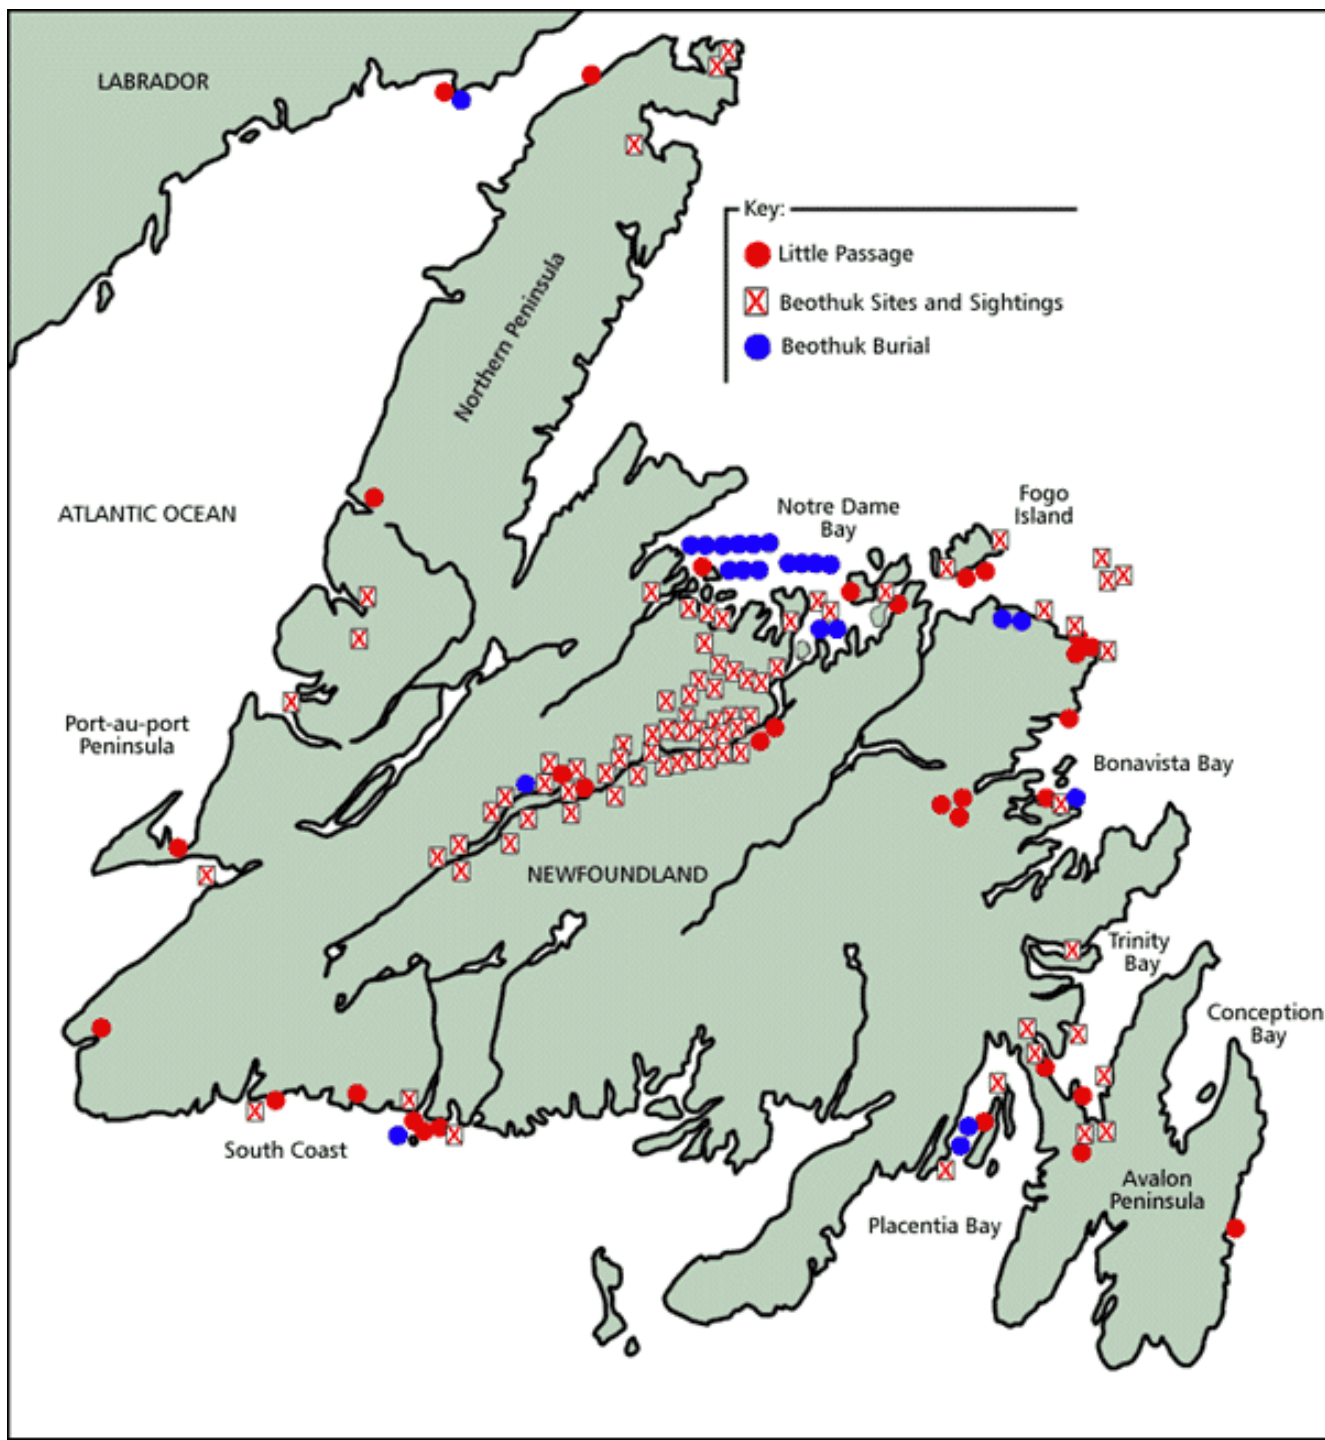 LABRADOR
Key:
Little Passage
Beothuk Sites and Sightings
Beothuk Burial
Northern Peninsula
ATLANTIC OCEAN
Notre Dame
Bay
Fogo
Island
Port-au-port
Peninsula
Bonavista Bay
NEWFOUNDLAND
Trinity
Bay
Conception
Bay
South Coast
Avalon
Peninsula
Placentia Bay